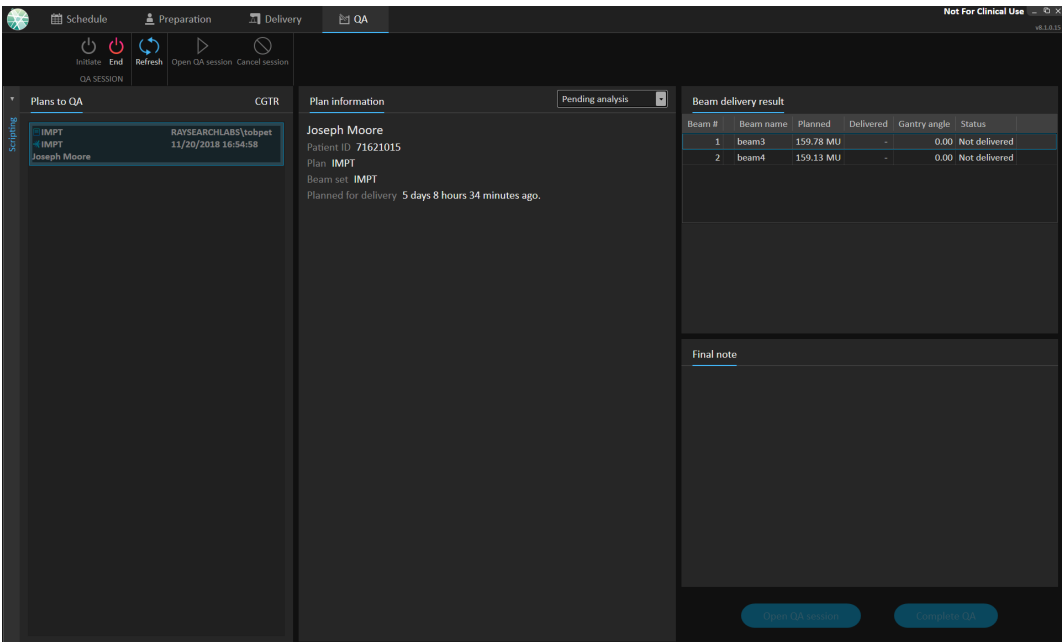 Schedule Preparation Delivery QA Not For Clinical Use
v8.1.0.15
Initiate End Refresh Open QA session Cancel session
QA SESSION
Scripting
Plans to QA CGTR
IMPT RAYSEARCHLABS\tobpet
IMPT 11/20/2018 16:54:58
Joseph Moore
Plan information Pending analysis
Joseph Moore
Patient ID 71621015
Plan IMPT
Beam set IMPT
Planned for delivery 5 days 8 hours 34 minutes ago.
Beam delivery result
Beam # Beam name Planned Delivered Gantry angle Status
1 beam3 159.78 MU - 0.00 Not delivered
2 beam4 159.13 MU - 0.00 Not delivered
Final note
Open QA session Complete QA